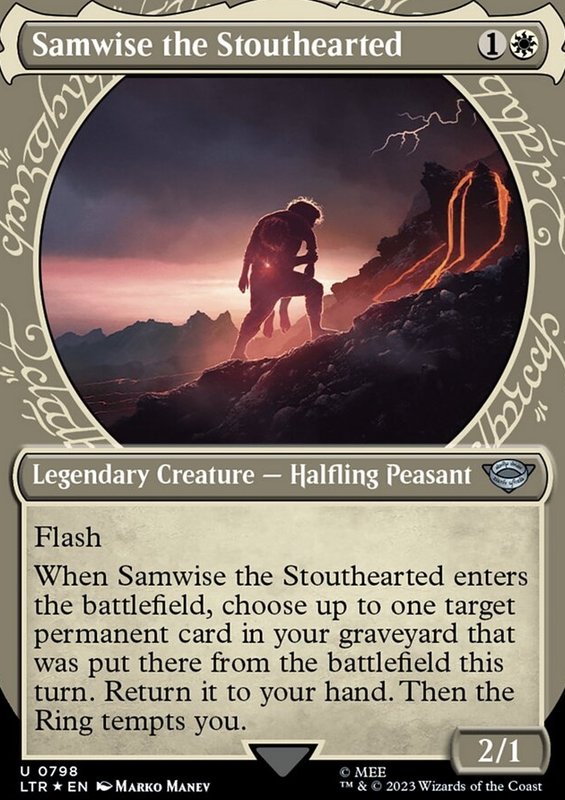 Samwise the Stouthearted 1
Legendary Creature — Halfling Peasant
Flash
When Samwise the Stouthearted enters
the battlefield, choose up to one target
permanent card in your graveyard that
was put there from the battlefield this
turn. Return it to your hand. Then the
Ring tempts you.
2/1
U 0798
LTR ★ EN Marko Manev
© MEE
™ & © 2023 Wizards of the Coast